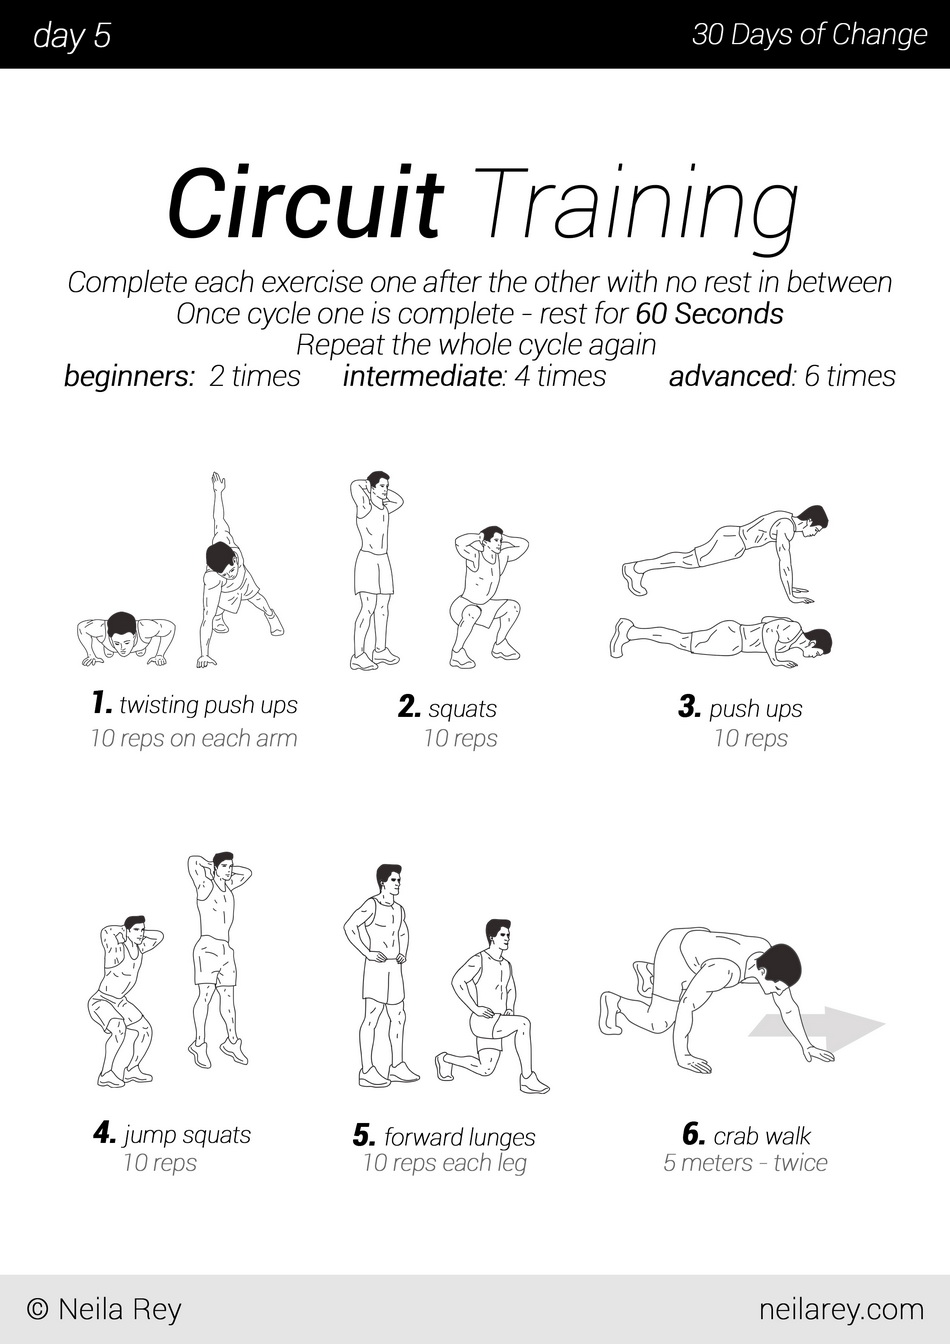 day 5
30 Days of Change
Circuit Training
Complete each exercise one after the other with no rest in between
Once cycle one is complete - rest for 60 Seconds
Repeat the whole cycle again
beginners: 2 times intermediate: 4 times advanced: 6 times
1. twisting push ups
10 reps on each arm
2. squats
10 reps
3. push ups
10 reps
4. jump squats
10 reps
5. forward lunges
10 reps each leg
6. crab walk
5 meters - twice
© Neila Rey
neilarey.com